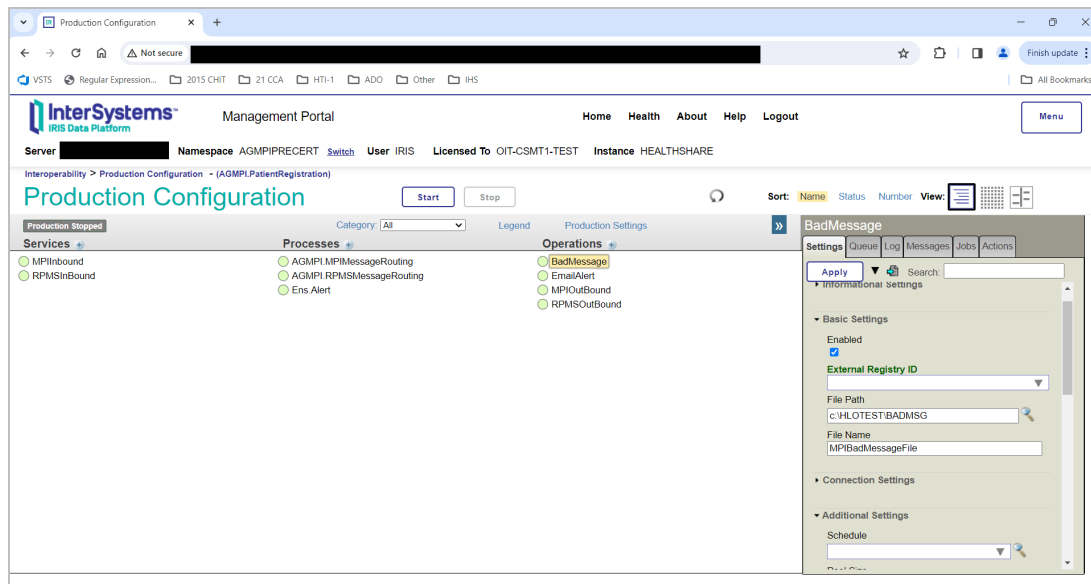 Production Configuration
Not secure
Finish update
VSTS Regular Expression... 2015 CHIT 21 CCA HTI-1 ADO Other IHS All Bookmarks
InterSystems™
IRIS Data Platform
Management Portal
Home Health About Help Logout
Menu
Server Namespace AGMPIPRECERT Switch User IRIS Licensed To OIT-CSMT1-TEST Instance HEALTHSHARE
Interoperability > Production Configuration - (AGMPI.PatientRegistration)
Production Configuration
Start Stop
Sort: Name Status Number View:
Production Stopped
Category: All Legend Production Settings
Services Processes Operations
MPIInbound AGMPI.MPIMessageRouting BadMessage
RPMSInBound AGMPI.RPMSMessageRouting EmailAlert
Ens.Alert MPIOutBound
RPMSOutBound
BadMessage
Settings Queue Log Messages Jobs Actions
Apply Search:
Informational Settings
Basic Settings
Enabled
External Registry ID
File Path
c:\HLOTEST\BADMSG
File Name
MPIBadMessageFile
Connection Settings
Additional Settings
Schedule